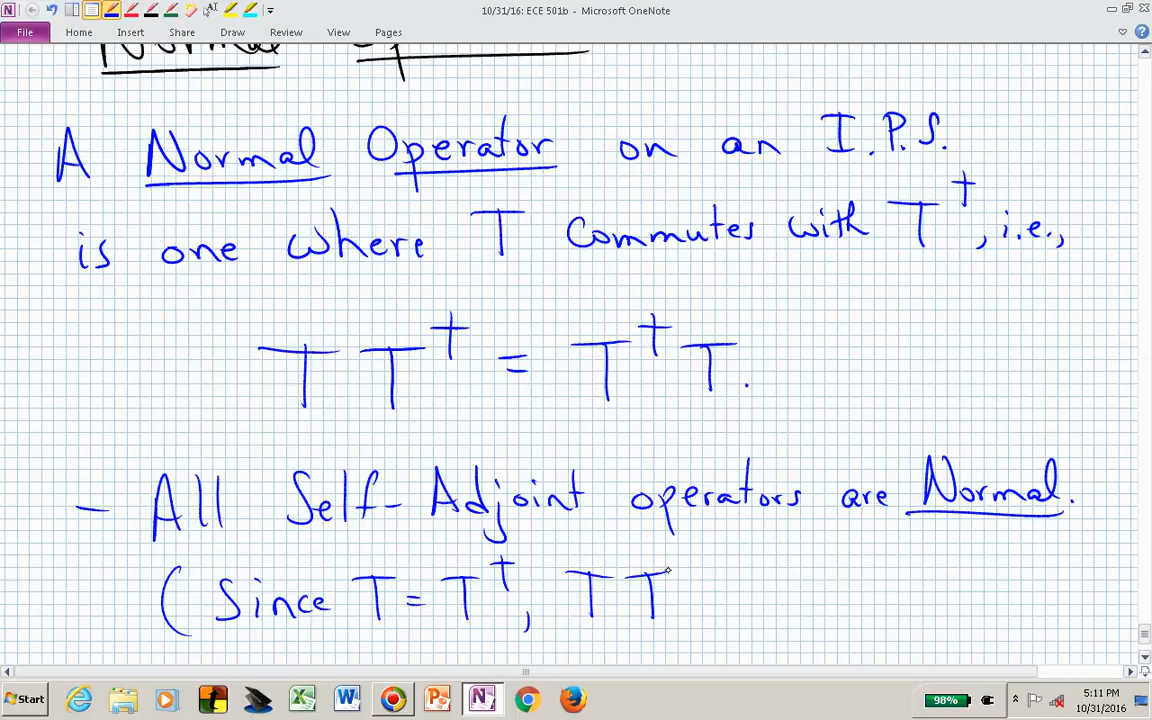 10/31/16: ECE 501b - Microsoft OneNote
File Home Insert Share Draw Review View Pages
Normal
A Normal Operator on an I.P.S.
is one where T commutes with T†, i.e.,
T T† = T† T.
- All Self-Adjoint operators are Normal.
(Since T = T†, T T
Start
98%
5:11 PM
10/31/2016